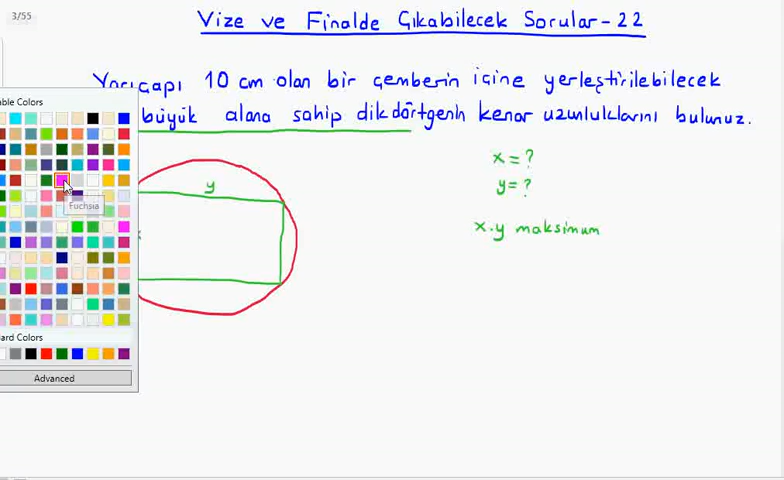 3/55
Vize ve Finalde Çıkabilecek Sorular-22
Yarıçapı 10 cm olan bir çemberin içine yerleştirilebilecek
büyük alana sahip dikdörtgenin kenar uzunluklarını bulunuz.
able Colors
x = ?
y = ?
y
Fuchsia
x.y maksimum
ard Colors
Advanced